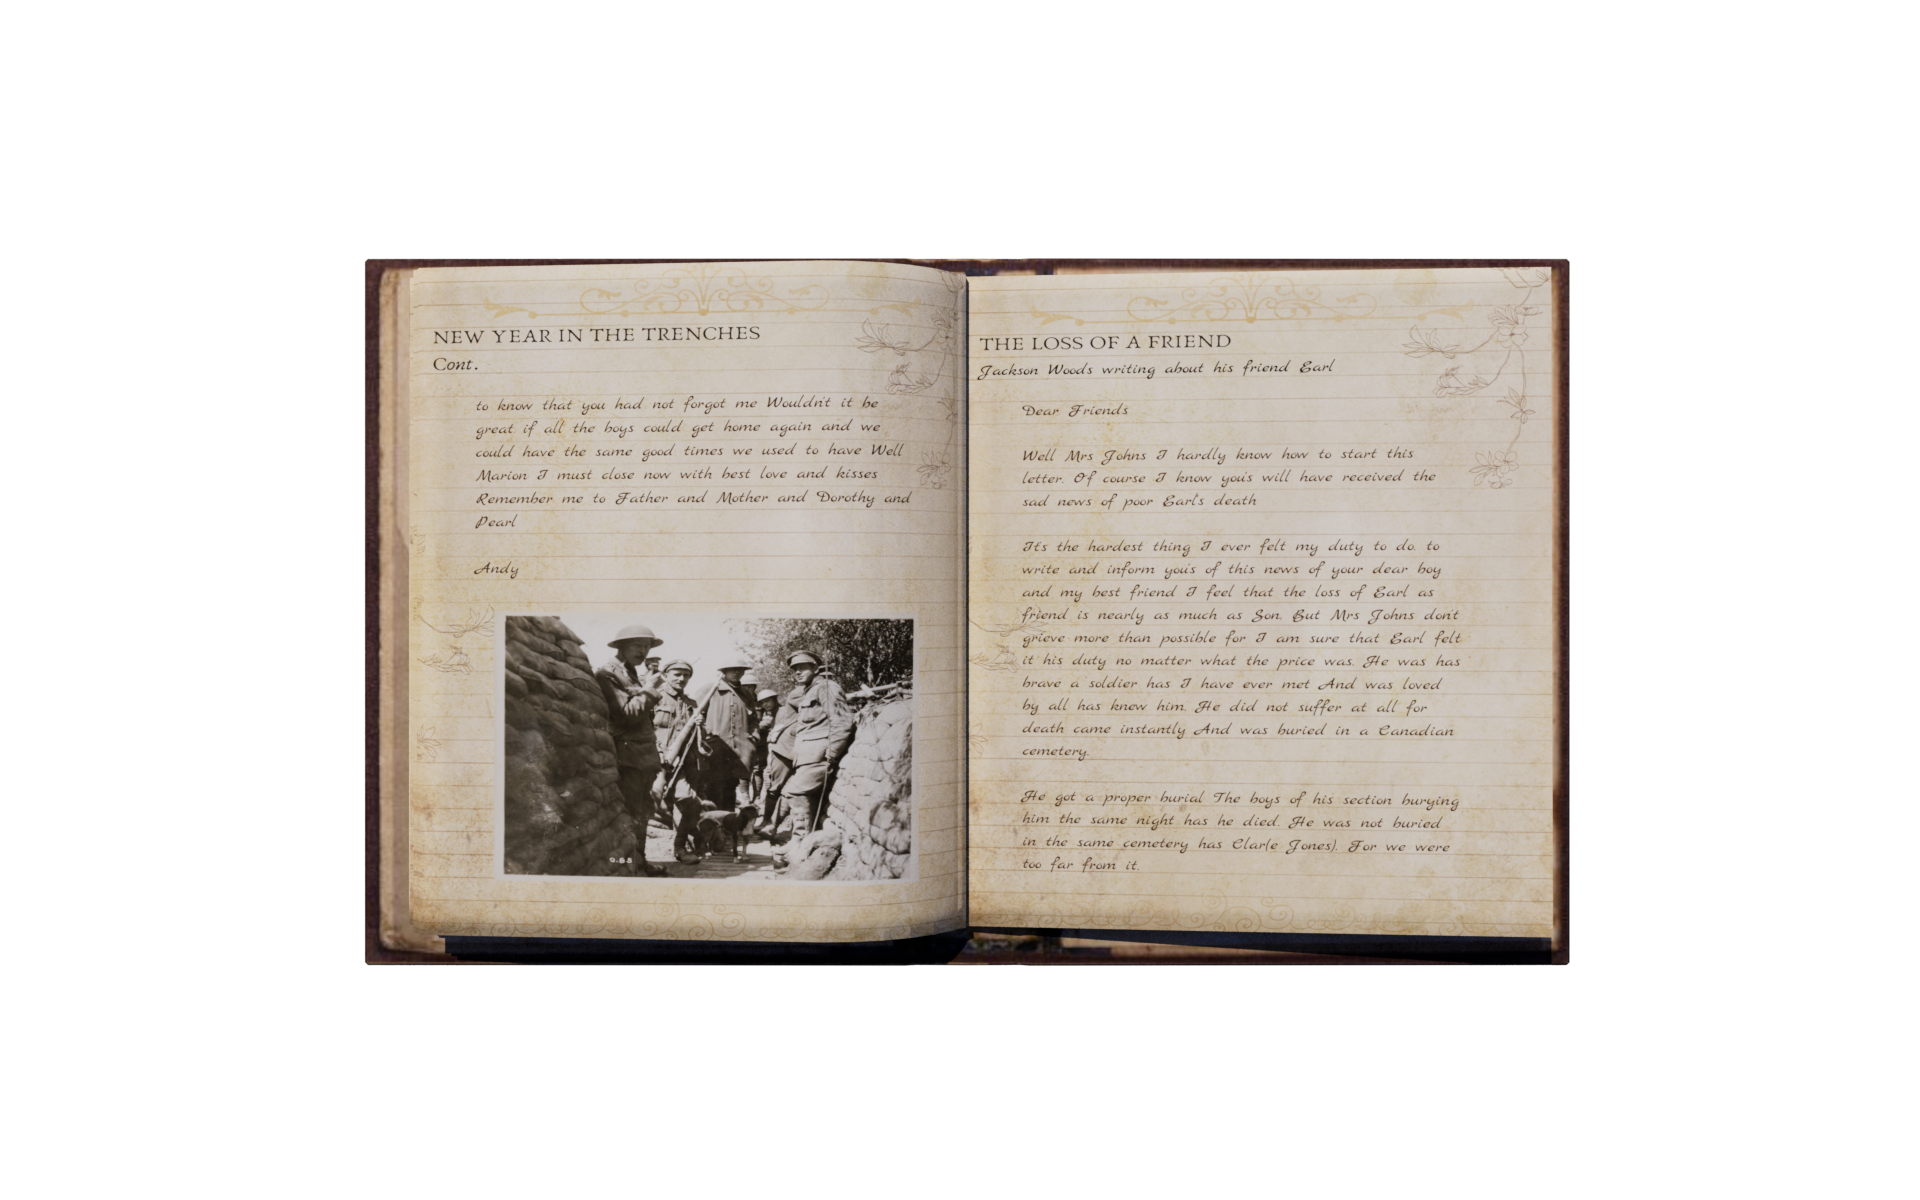 NEW YEAR IN THE TRENCHES
Cont.
to know that you had not forgot me Wouldn't it be
great if all the boys could get home again and we
could have the same good times we used to have Well
Marion I must close now with best love and kisses
Remember me to Father and Mother and Dorothy and
Pearl
Andy
O.85
THE LOSS OF A FRIEND
Jackson Woods writing about his friend Earl
Dear Friends
Well Mrs Johns I hardly know how to start this
letter. Of course I know you's will have received the
sad news of poor Earl's death
It's the hardest thing I ever felt my duty to do. to
write and inform you's of this news of your dear boy
and my best friend I feel that the loss of Earl as
friend is nearly as much as Son. But Mrs Johns don't
grieve more than possible for I am sure that Earl felt
it his duty no matter what the price was. He was has
brave a soldier has I have ever met And was loved
by all has knew him. He did not suffer at all for
death came instantly And was buried in a Canadian
cemetery.
He got a proper burial The boys of his section burying
him the same night has he died. He was not buried
in the same cemetery has Clar(e Jones). For we were
too far from it.